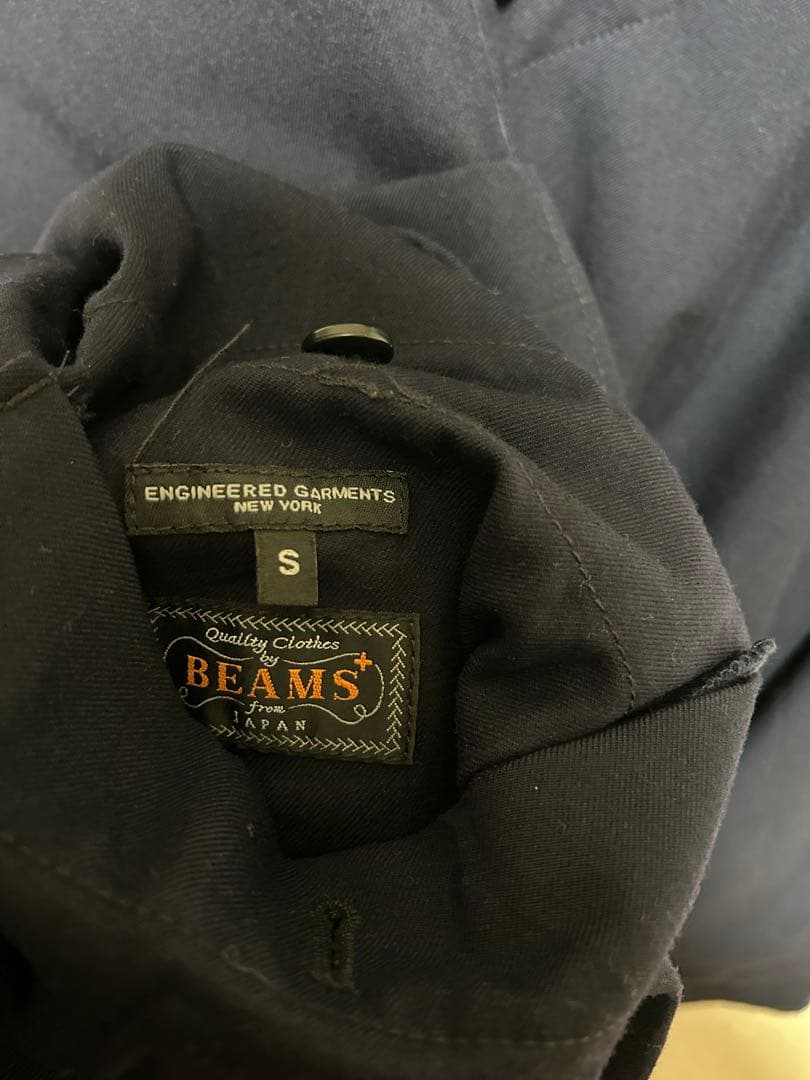 ENGINEERED GARMENTS
NEW YORK
S
Quality Clothes
by
BEAMS+
from
JAPAN